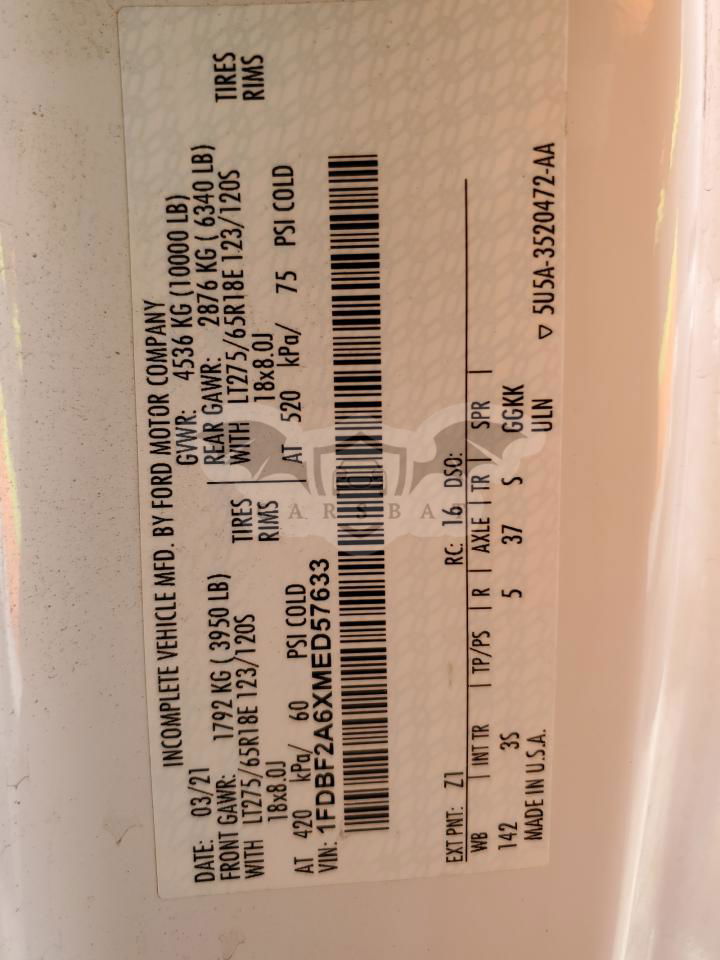 INCOMPLETE VEHICLE MFD. BY FORD MOTOR COMPANY
DATE: 03/21 GVWR: 4536 KG (10000 LB)
FRONT GAWR: 1792 KG ( 3950 LB) REAR GAWR: 2876 KG ( 6340 LB)
WITH LT275/65R18E 123/120S TIRES WITH LT275/65R18E 123/120S TIRES
18x8.0J RIMS 18x8.0J RIMS
AT 420 kPa/ 60 PSI COLD AT 520 kPa/ 75 PSI COLD
VIN: 1FDBF2A6XMED57633
EXT PNT: Z1 RC: 16 DSO:
WB INT TR TP/PS R AXLE TR SPR
142 3S 5 37 S GGKK
MADE IN U.S.A. ULN
▽ 5U5A-3520472-AA
ARSBA